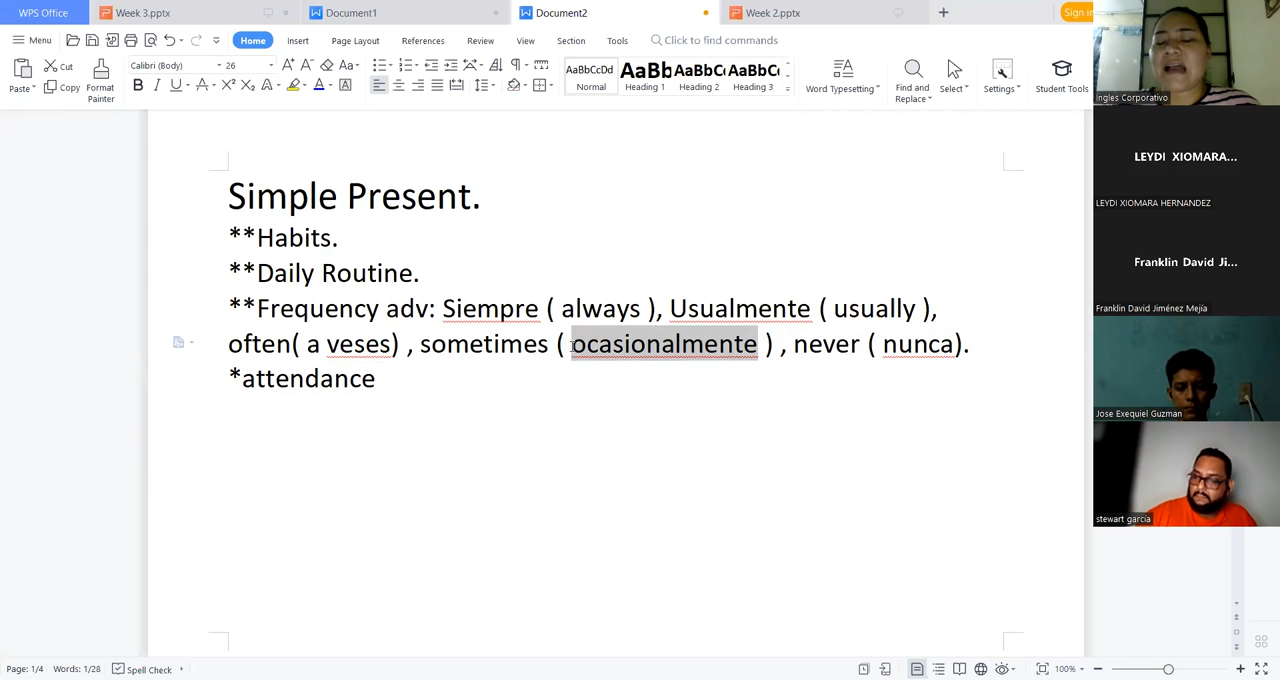 WPS Office
Week 3.pptx
Document1
Document2
Week 2.pptx
Sign in
Menu
Home
Insert
Page Layout
References
Review
View
Section
Tools
Click to find commands
Paste
Cut
Copy
Format Painter
Calibri (Body)
26
AaBbCcDd
Normal
AaBb
Heading 1
AaBbCc
Heading 2
AaBbCc
Heading 3
Word Typesetting
Find and Replace
Select
Settings
Student Tools
Simple Present.
**Habits.
**Daily Routine.
**Frequency adv: Siempre ( always ), Usualmente ( usually ),
often( a veses) , sometimes ( ocasionalmente ) , never ( nunca).
*attendance
Ingles Corporativo
LEYDI XIOMARA...
LEYDI XIOMARA HERNANDEZ
Franklin David Ji...
Franklin David Jiménez Mejía
Jose Exequiel Guzman
stewart garcía
Page: 1/4
Words: 1/28
Spell Check
100%